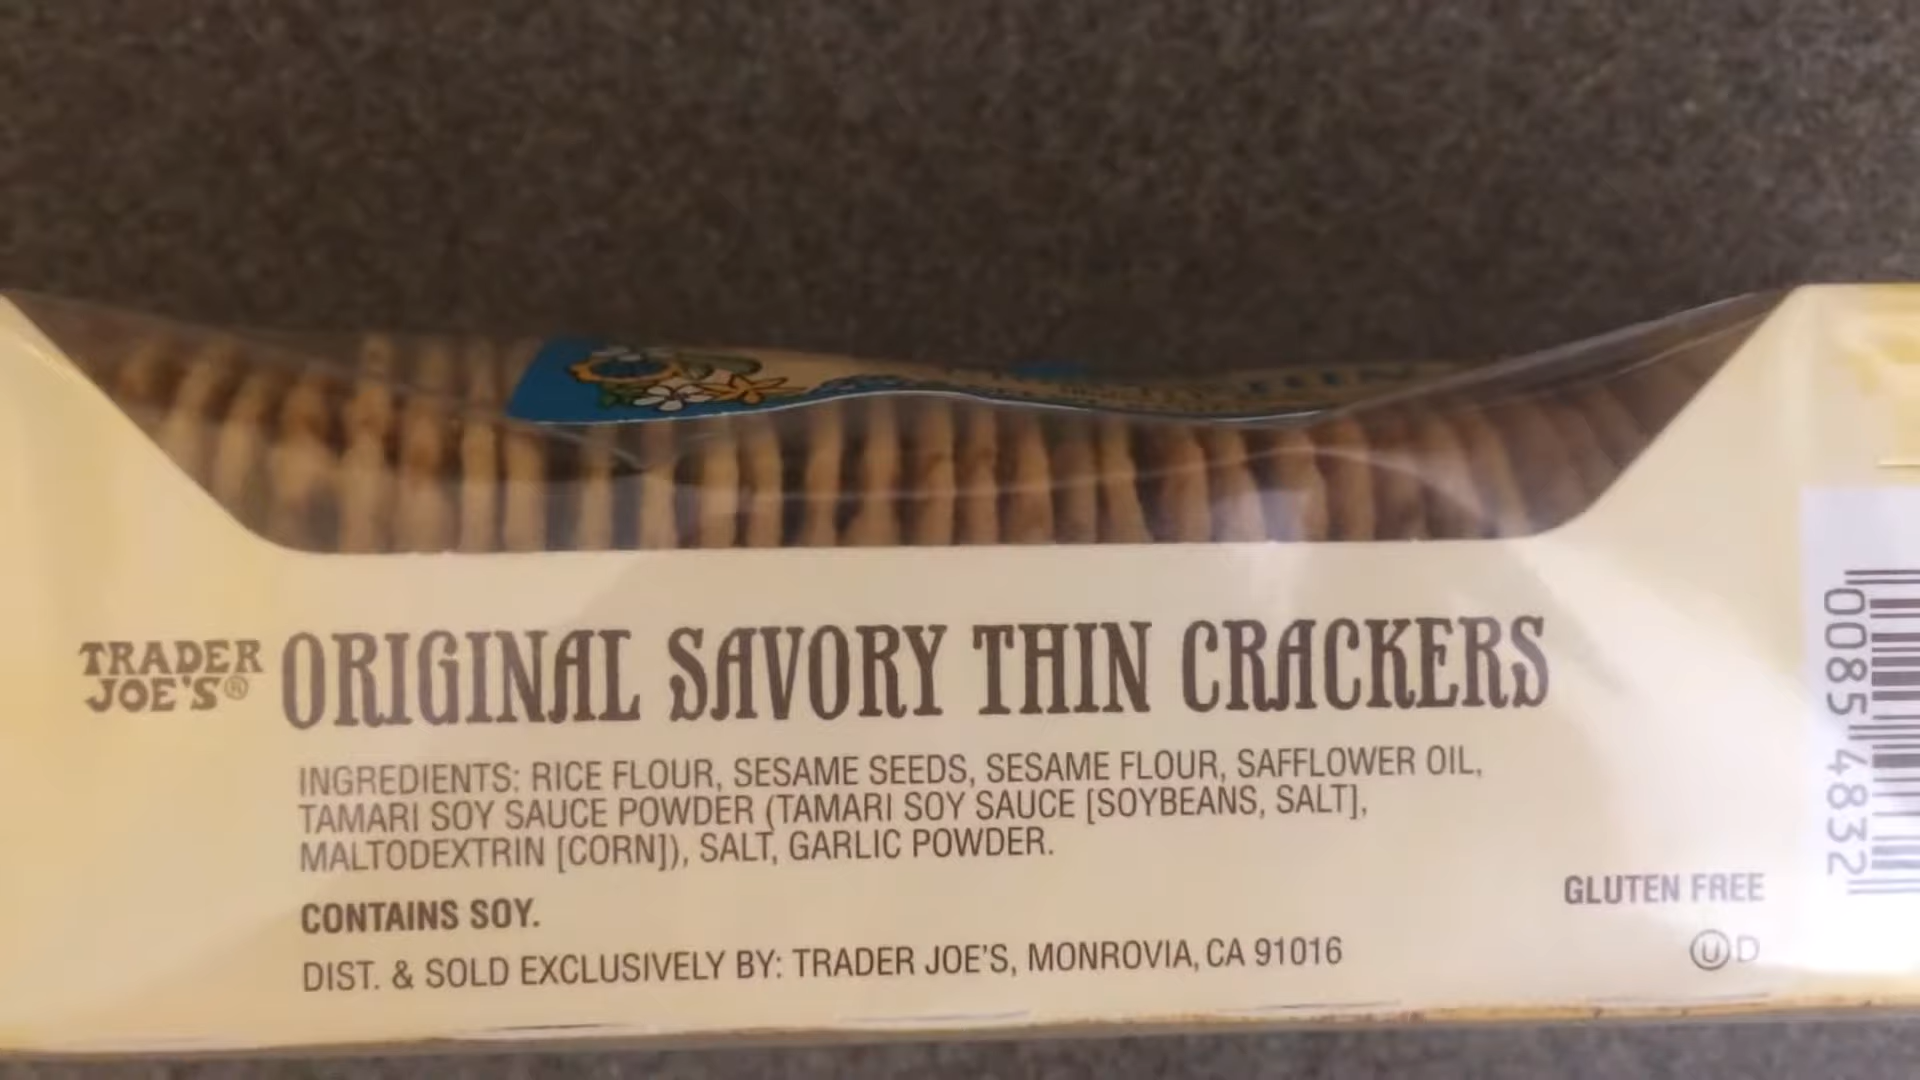 TRADER
JOE'S®
ORIGINAL SAVORY THIN CRACKERS
INGREDIENTS: RICE FLOUR, SESAME SEEDS, SESAME FLOUR, SAFFLOWER OIL,
TAMARI SOY SAUCE POWDER (TAMARI SOY SAUCE [SOYBEANS, SALT],
MALTODEXTRIN [CORN]), SALT, GARLIC POWDER.
CONTAINS SOY.
DIST. & SOLD EXCLUSIVELY BY: TRADER JOE'S, MONROVIA, CA 91016
GLUTEN FREE
Ⓤ D
0085 4832